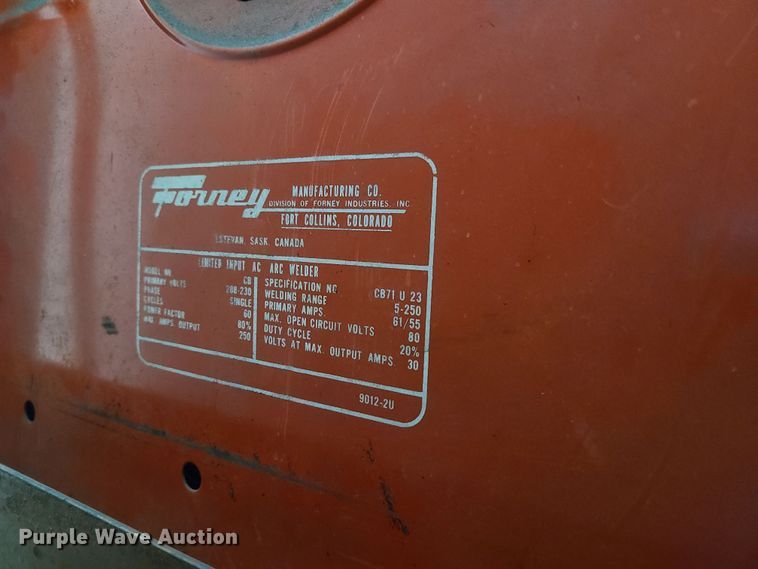 Forney
MANUFACTURING CO.
DIVISION OF FORNEY INDUSTRIES, INC
FORT COLLINS, COLORADO
ESTEVAN, SASK. CANADA
LIMITED INPUT AC ARC WELDER
MODEL NO CB
PRIMARY VOLTS 208-230
PHASE SINGLE
CYCLES 60
POWER FACTOR 80%
MAX. AMPS. OUTPUT 250
SPECIFICATION NO. CB71 U 23
WELDING RANGE 5-250
PRIMARY AMPS. 61/55
MAX. OPEN CIRCUIT VOLTS 80
DUTY CYCLE 20%
VOLTS AT MAX. OUTPUT AMPS. 30
9012-2U
Purple Wave Auction